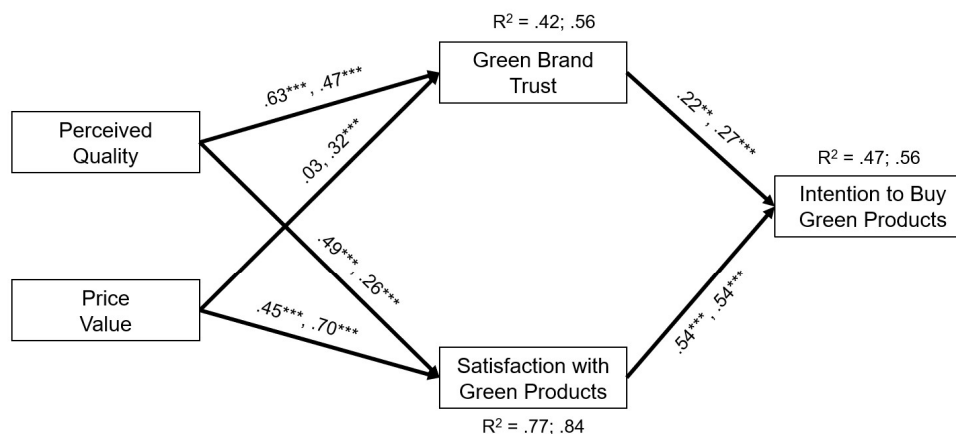 R² = .42; .56
Green Brand
Trust
.63***, .47***
Perceived
Quality
.03, .32***
.22**, .27***
R² = .47; .56
Intention to Buy
Green Products
.49***, .26***
Price
Value
.45***, .70***
.54***, .54***
Satisfaction with
Green Products
R² = .77; .84